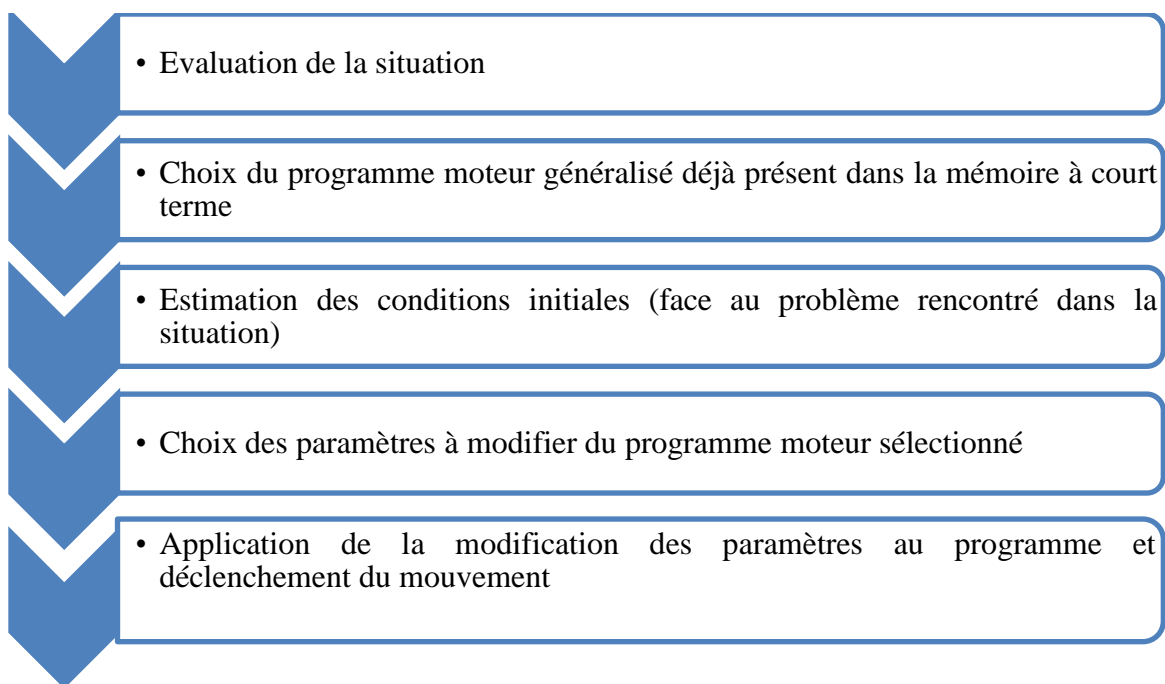 • Evaluation de la situation
• Choix du programme moteur généralisé déjà présent dans la mémoire à court
terme
• Estimation des conditions initiales (face au problème rencontré dans la
situation)
• Choix des paramètres à modifier du programme moteur sélectionné
• Application de la modification des paramètres au programme et
déclenchement du mouvement